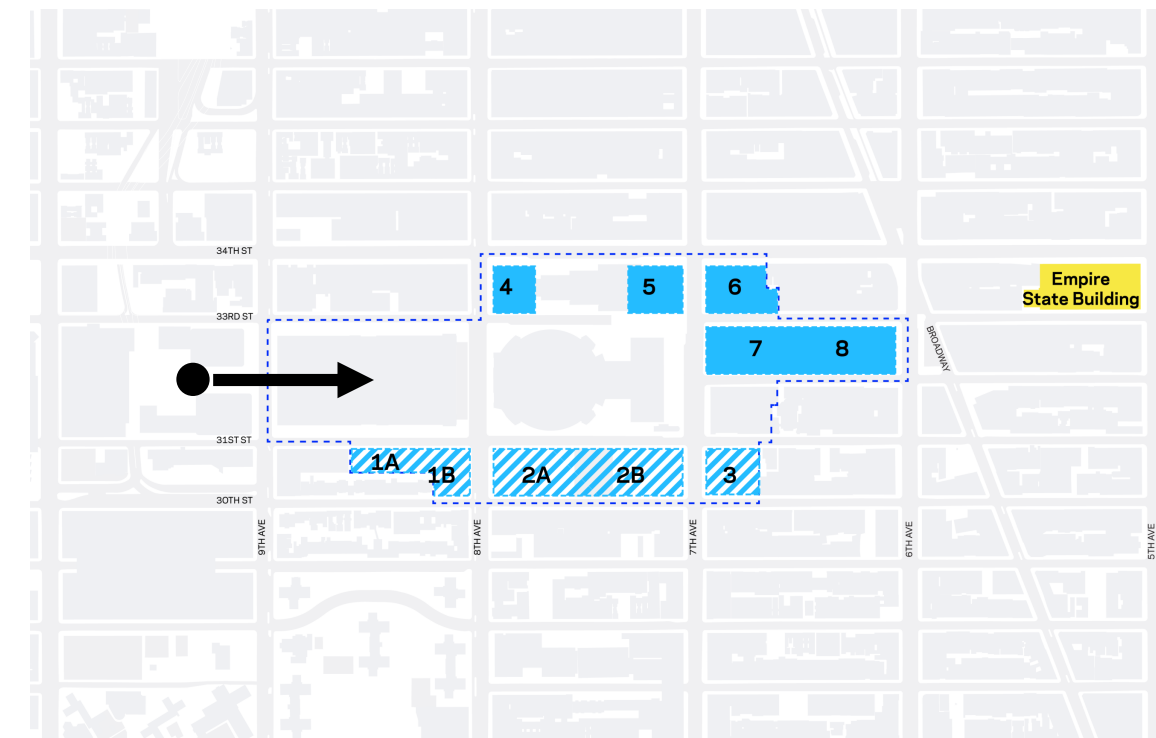 34TH ST
4
5
6
Empire
State Building
33RD ST
7
8
BROADWAY
31ST ST
1A
1B
2A
2B
3
30TH ST
9TH AVE
8TH AVE
7TH AVE
6TH AVE
5TH AVE